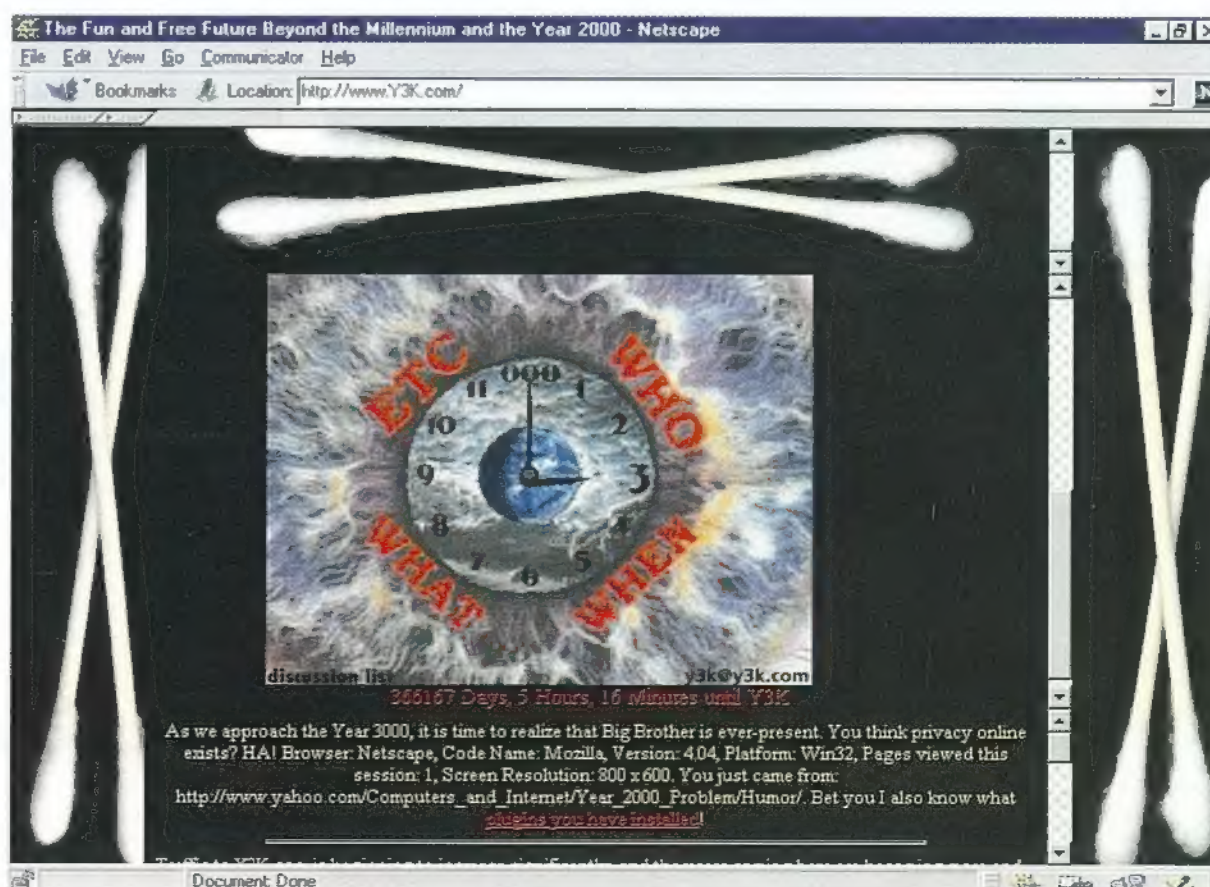 The Fun and Free Future Beyond the Millennium and the Year 2000 - Netscape
File Edit View Go Communicator Help
Bookmarks Location: http://www.Y3K.com/
ETC
WHO
000
11 1
10 2
9 3
8 4
7 5
6
WHAT
WHEN
discussion list y3k@y3k.com
366167 Days, 5 Hours, 16 Minutes until Y3K
As we approach the Year 3000, it is time to realize that Big Brother is ever-present. You think privacy online
exists? HA! Browser: Netscape, Code Name: Mozilla, Version: 4.04, Platform: Win32, Pages viewed this
session: 1, Screen Resolution: 800 x 600. You just came from:
http://www.yahoo.com/Computers_and_Internet/Year_2000_Problem/Humor/. Bet you I also know what
plugins you have installed!
Document: Done